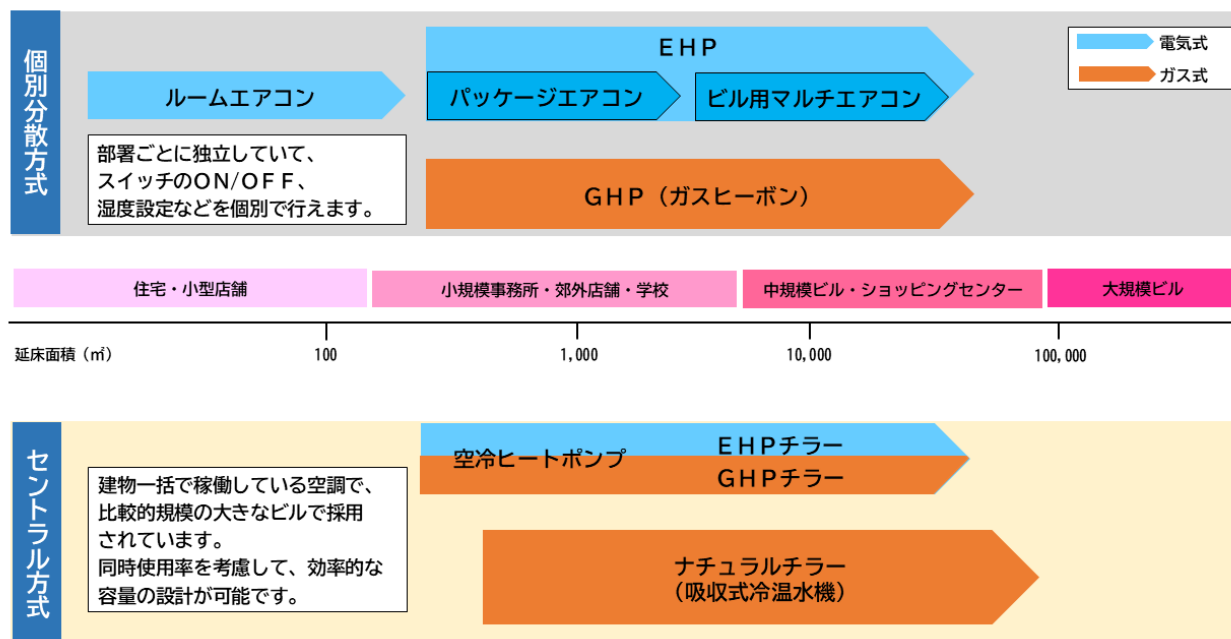 個別分散方式
EHP
電気式
ガス式
ルームエアコン
パッケージエアコン
ビル用マルチエアコン
部署ごとに独立していて、
スイッチのON/OFF、
湿度設定などを個別で行えます。
GHP（ガスヒーボン）
住宅・小型店舗
小規模事務所・郊外店舗・学校
中規模ビル・ショッピングセンター
大規模ビル
延床面積（㎡）
100
1,000
10,000
100,000
セントラル方式
空冷ヒートポンプ
EHPチラー
GHPチラー
建物一括で稼働している空調で、
比較的規模の大きなビルで採用
されています。
同時使用率を考慮して、効率的な
容量の設計が可能です。
ナチュラルチラー
（吸収式冷温水機）